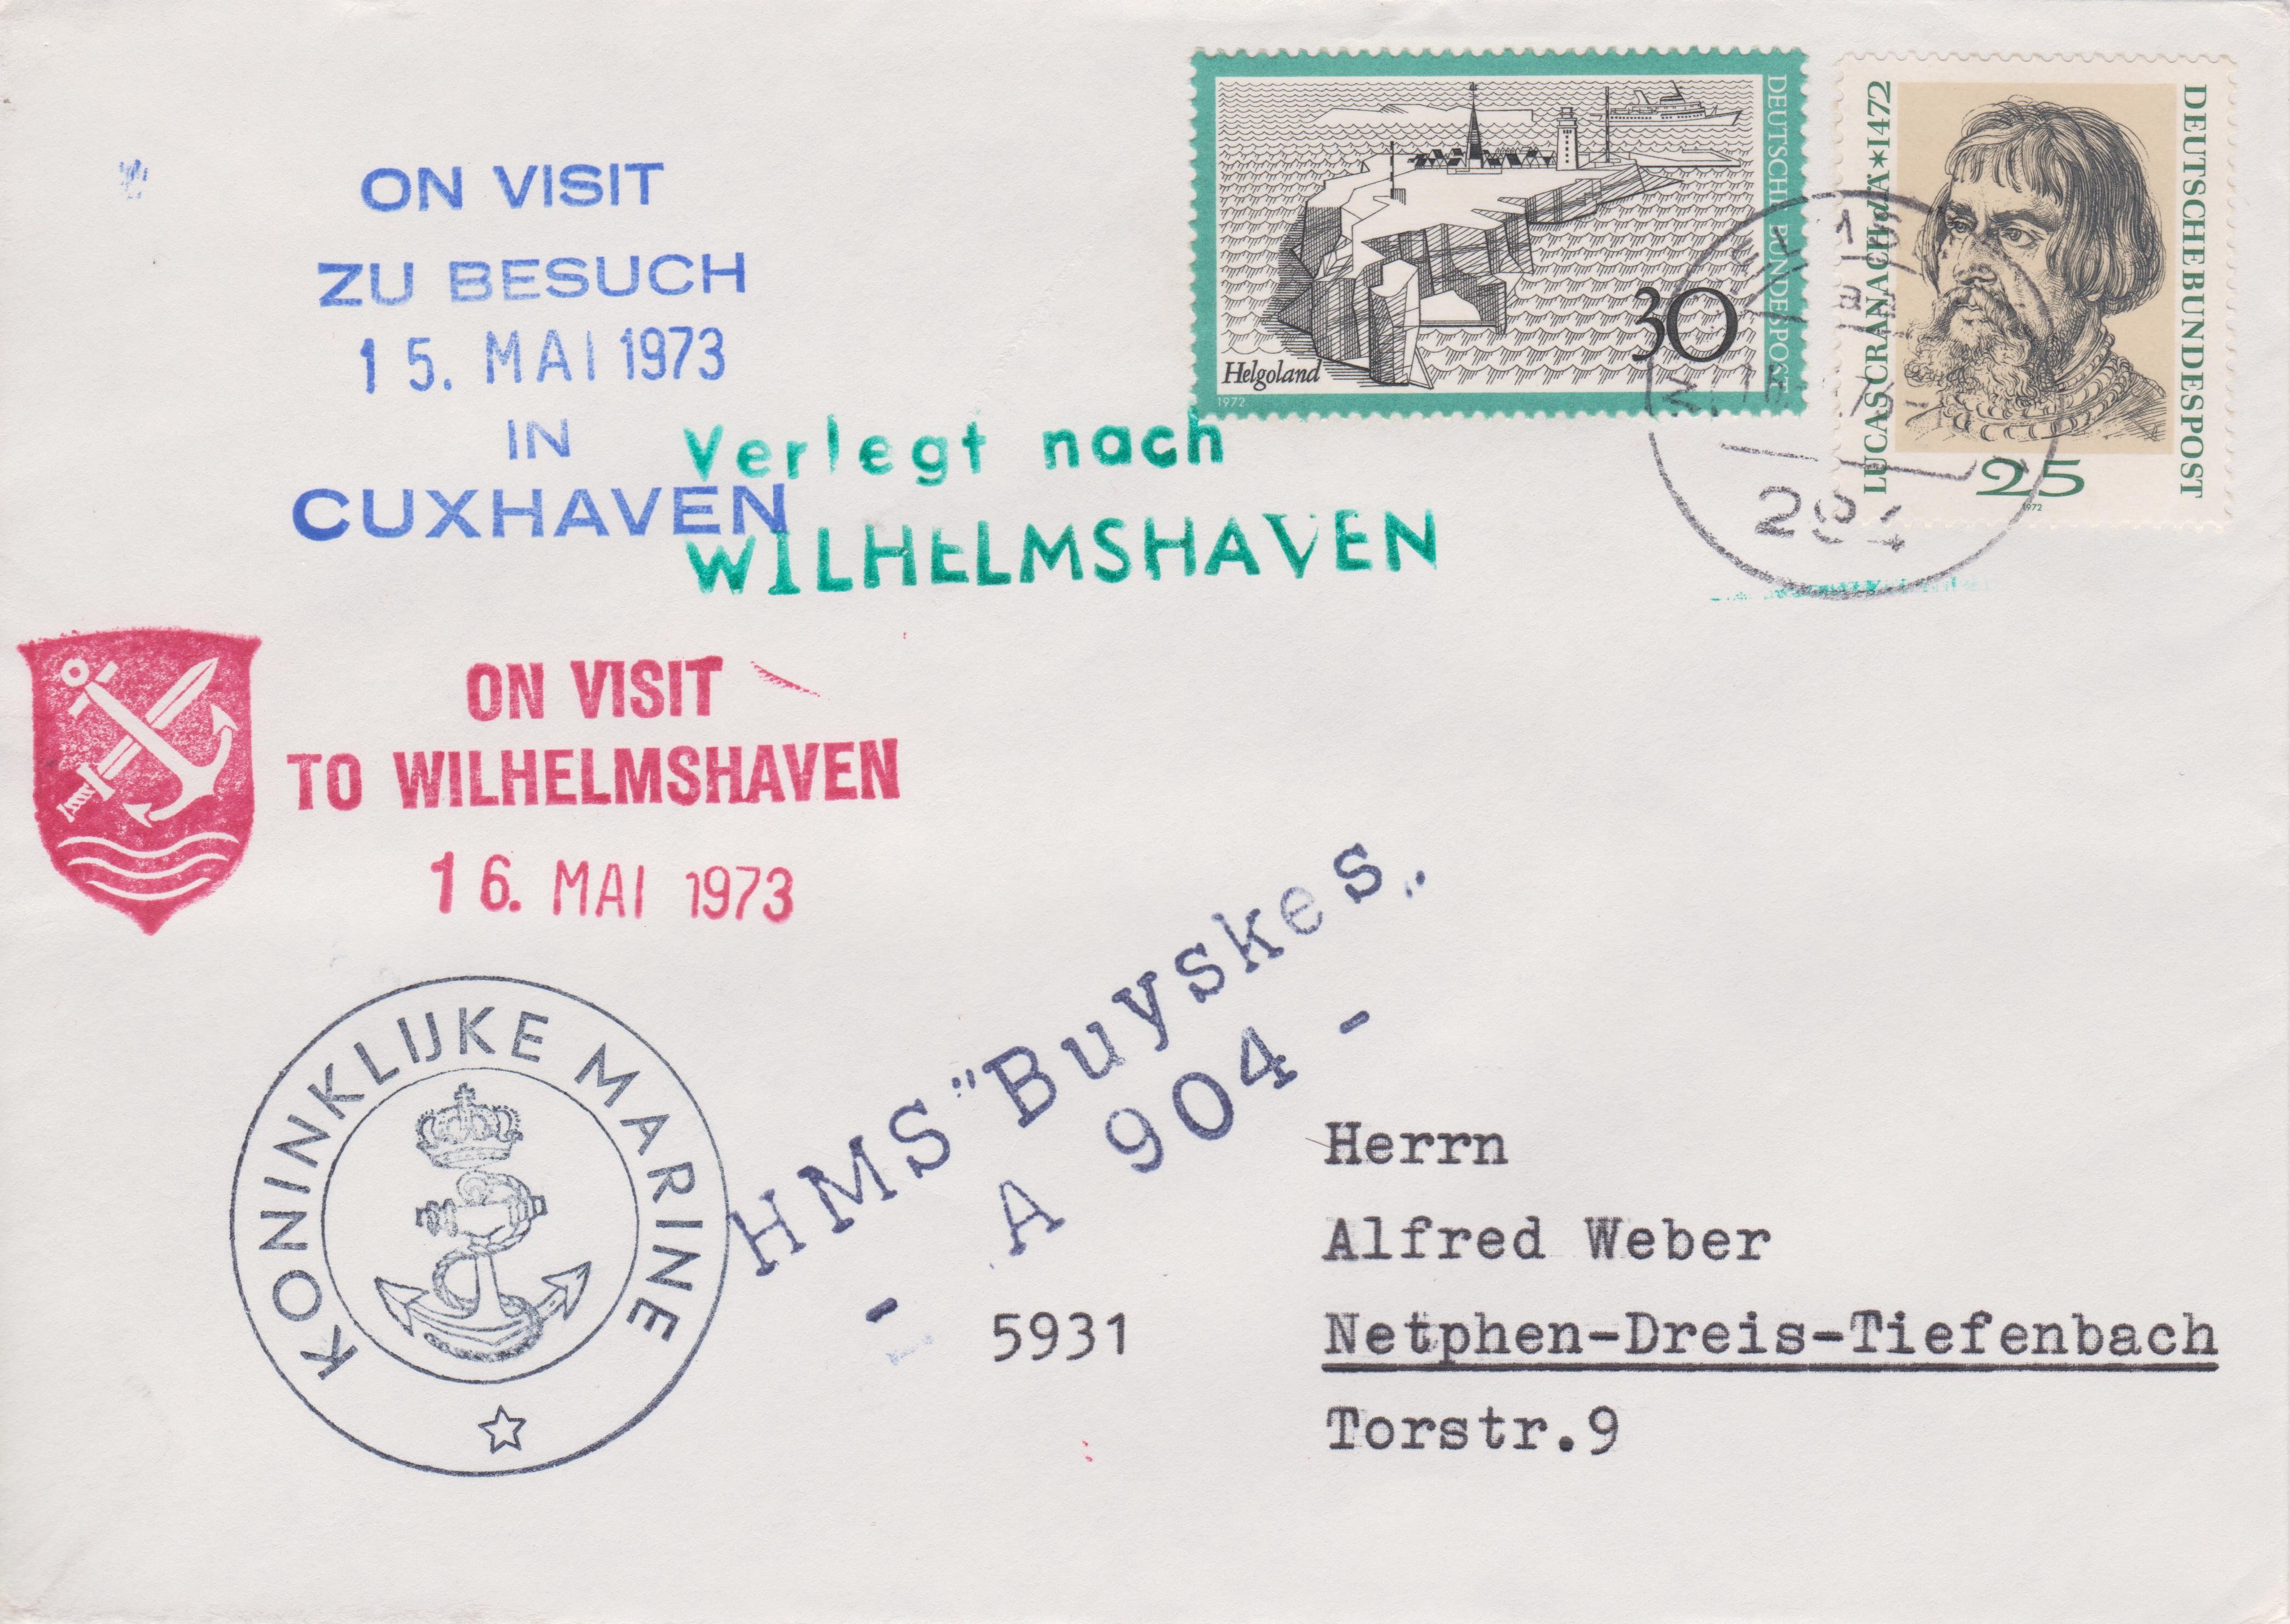 ON VISIT
ZU BESUCH
15. MAI 1973
IN
CUXHAVEN
Verlegt nach
WILHELMSHAVEN
DEUTSCHE BUNDESPOST
30
Helgoland
1972
LUCAS CRANACH d Ä * 1472
DEUTSCHE BUNDESPOST
25
1972
294
ON VISIT
TO WILHELMSHAVEN
16. MAI 1973
KONINKLIJKE MARINE
HMS "Buyskes"
- A 904 -
Herrn
Alfred Weber
5931 Netphen-Dreis-Tiefenbach
Torstr.9